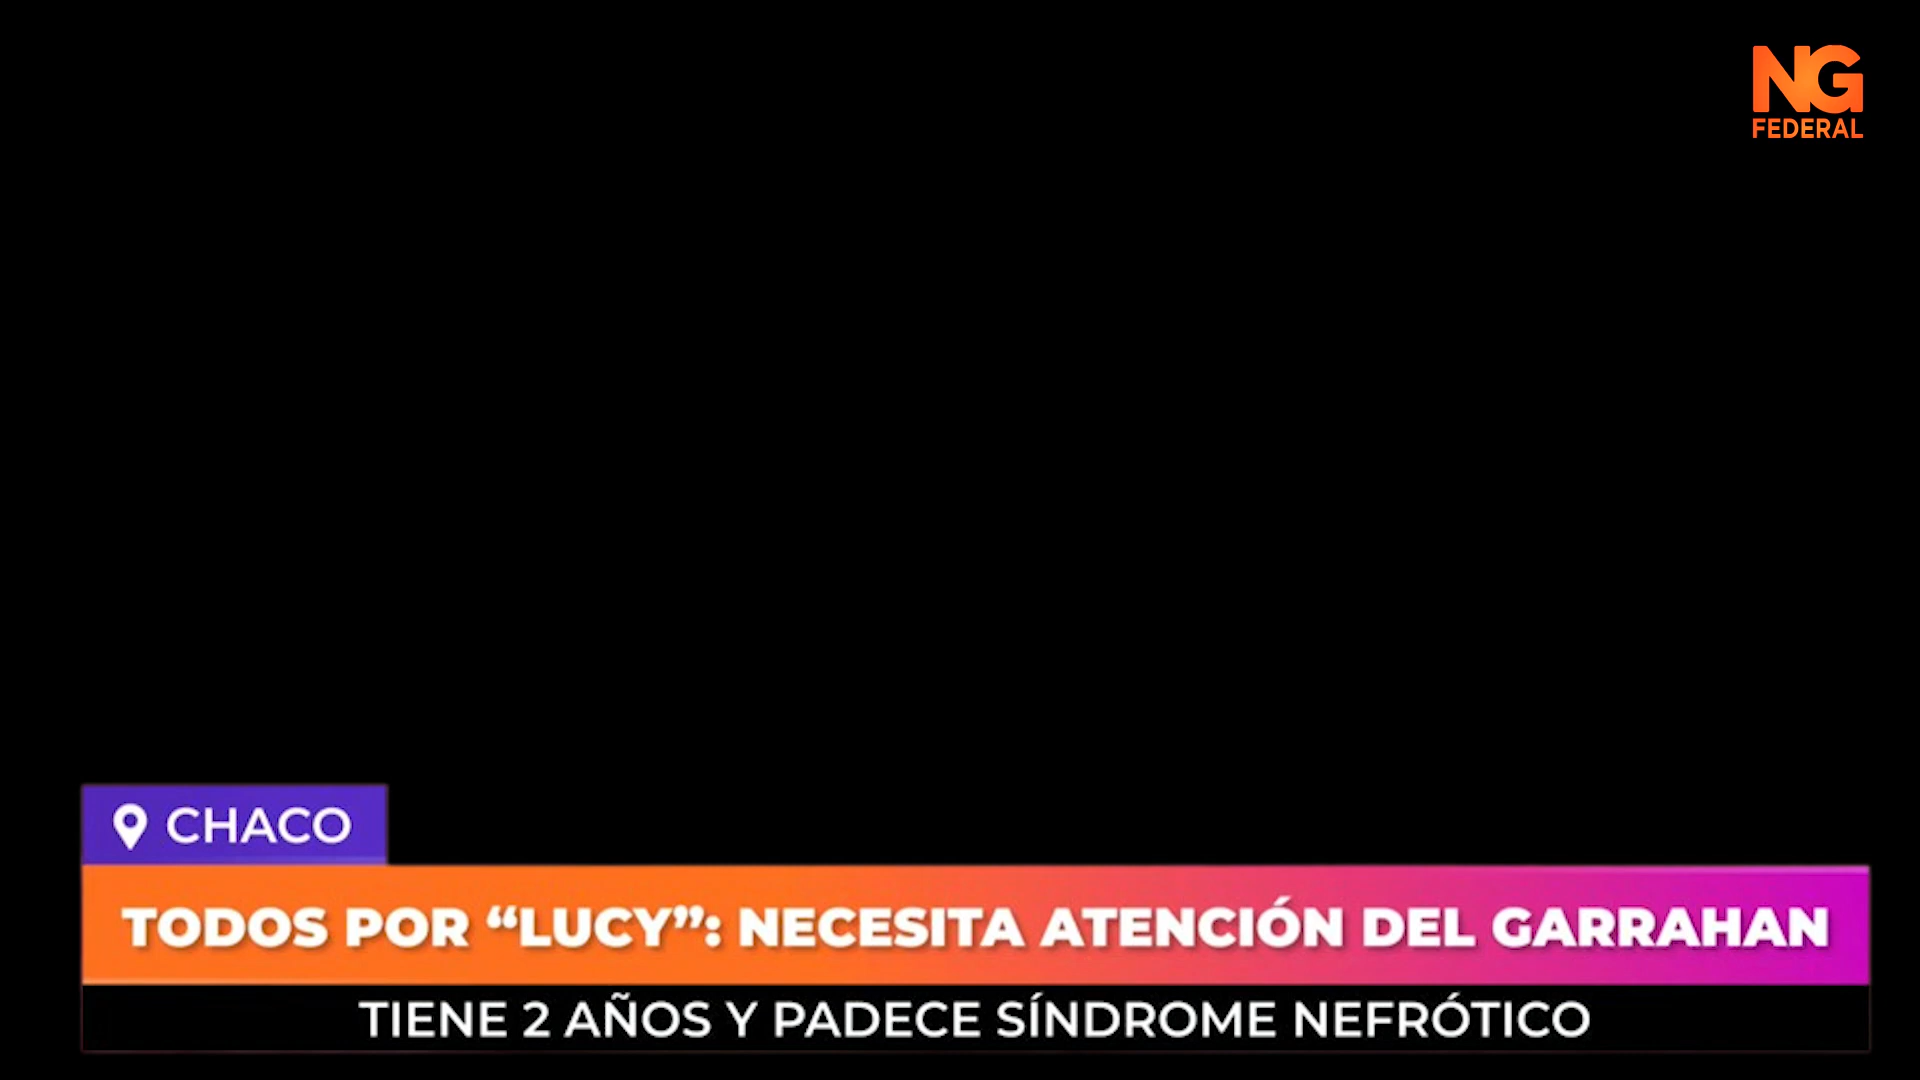 NG
FEDERAL
CHACO
TODOS POR “LUCY”: NECESITA ATENCIÓN DEL GARRAHAN
TIENE 2 AÑOS Y PADECE SÍNDROME NEFRÓTICO